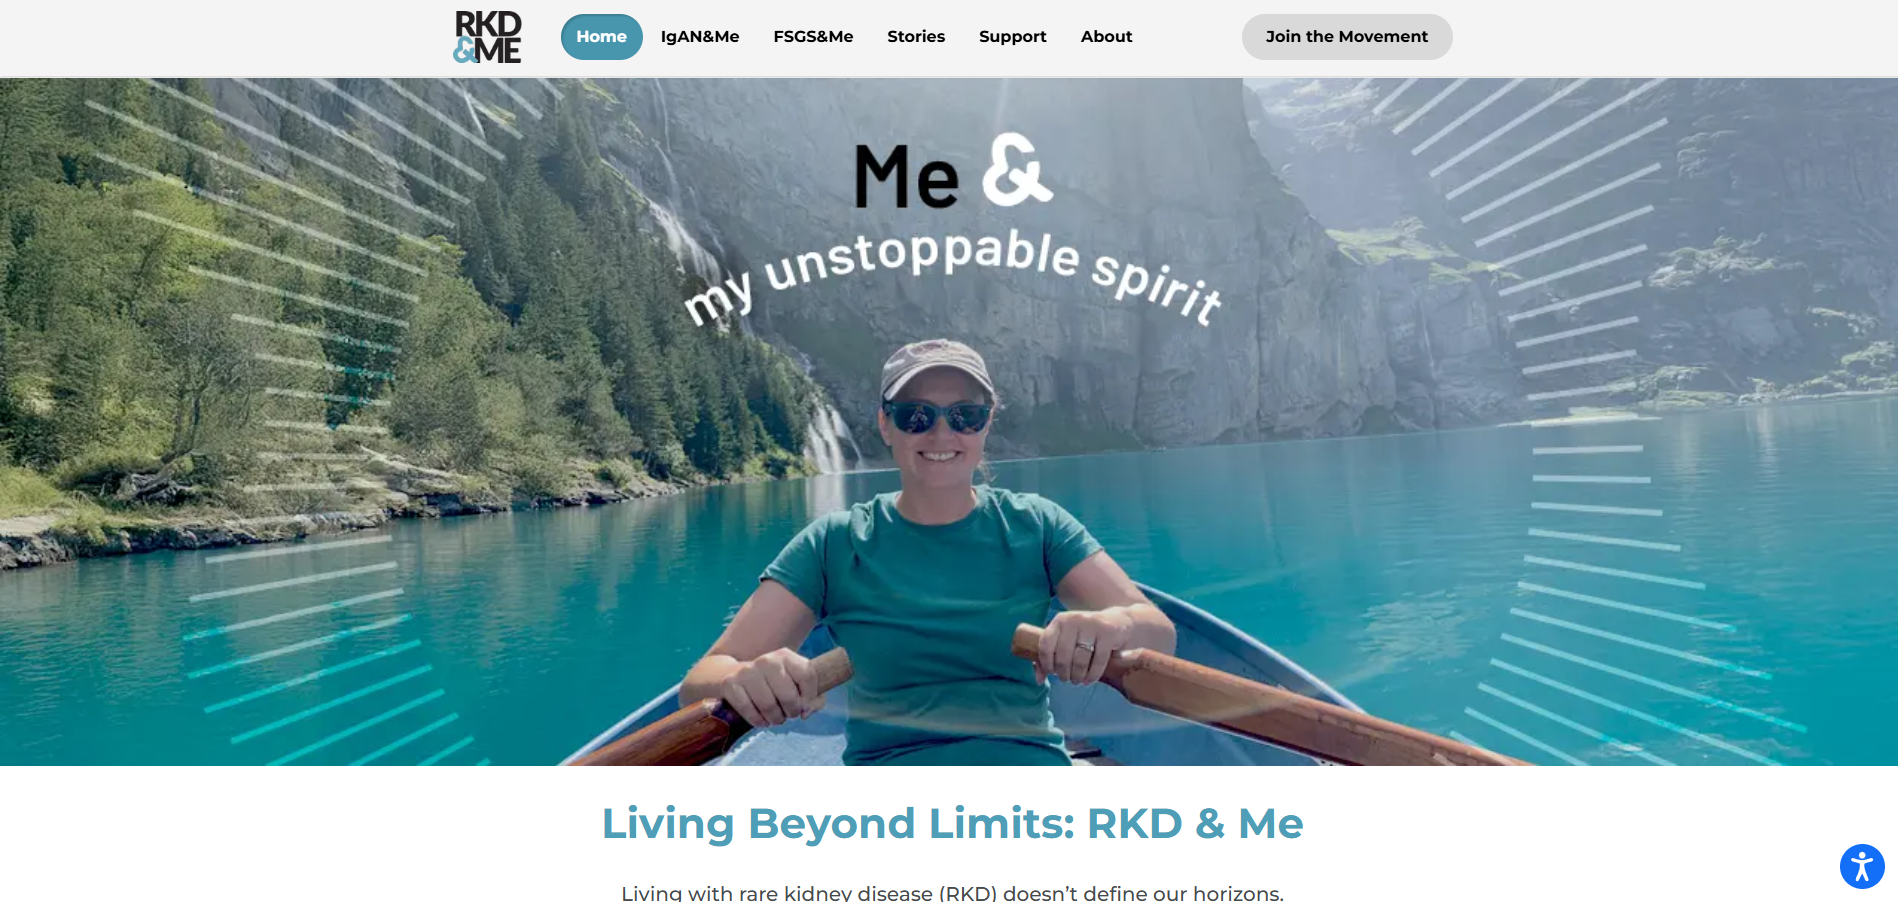 RKD
&ME
Home
IgAN&Me
FSGS&Me
Stories
Support
About
Join the Movement
Me &
my unstoppable spirit
Living Beyond Limits: RKD & Me
Living with rare kidney disease (RKD) doesn’t define our horizons.